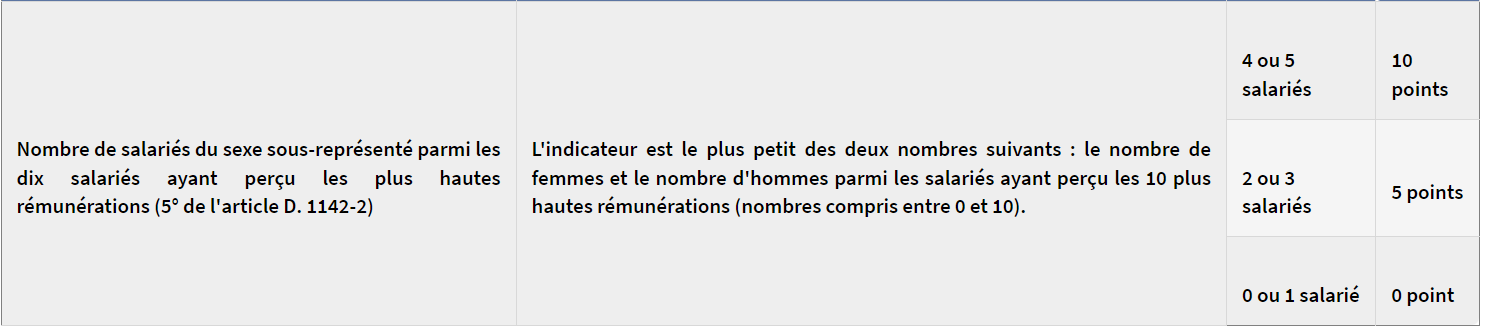 Nombre de salariés du sexe sous-représenté parmi les
dix salariés ayant perçu les plus hautes
rémunérations (5° de l'article D. 1142-2)
L'indicateur est le plus petit des deux nombres suivants : le nombre de
femmes et le nombre d'hommes parmi les salariés ayant perçu les 10 plus
hautes rémunérations (nombres compris entre 0 et 10).
4 ou 5
salariés
10
points
2 ou 3
salariés
5 points
0 ou 1 salarié
0 point